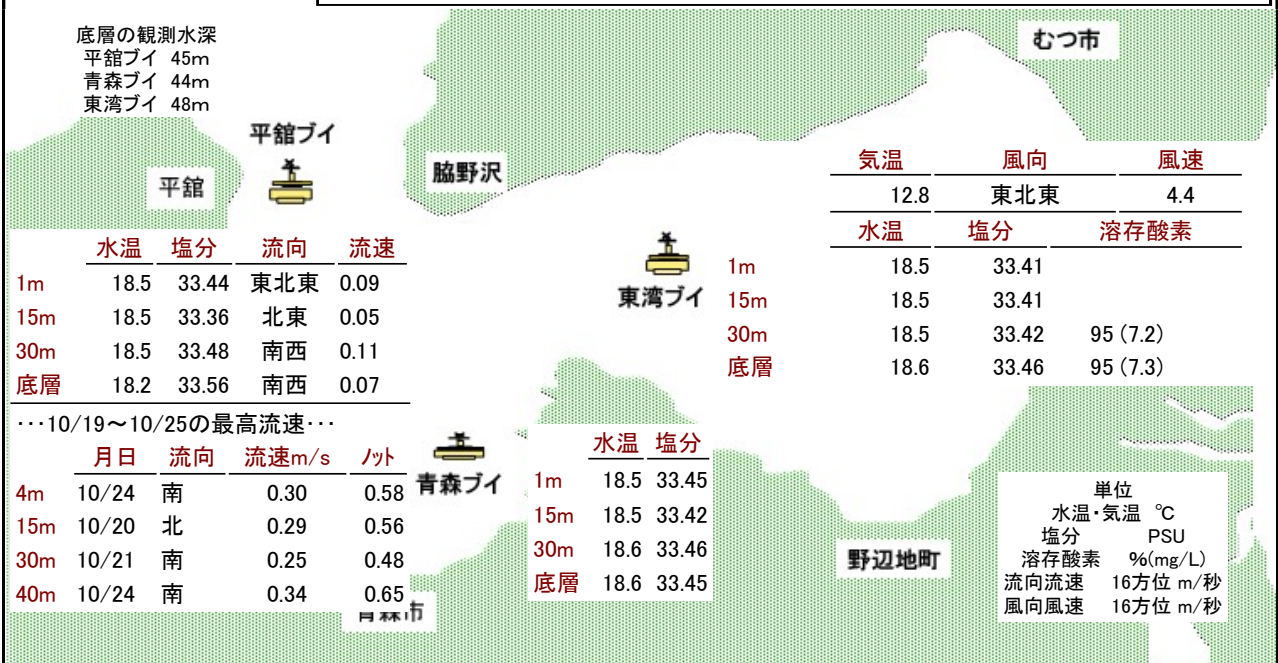 底層の観測水深
平舘ブイ 45m
青森ブイ 44m
東湾ブイ 48m
むつ市
平舘ブイ
平舘
脇野沢
気温 風向 風速
12.8 東北東 4.4
水温 塩分 溶存酸素
1m 18.5 33.41
15m 18.5 33.41
30m 18.5 33.42 95 (7.2)
底層 18.6 33.46 95 (7.3)
東湾ブイ
水温 塩分 流向 流速
1m 18.5 33.44 東北東 0.09
15m 18.5 33.36 北東 0.05
30m 18.5 33.48 南西 0.11
底層 18.2 33.56 南西 0.07
･･･10/19～10/25の最高流速･･･
月日 流向 流速m/s ﾉｯﾄ
4m 10/24 南 0.30 0.58
15m 10/20 北 0.29 0.56
30m 10/21 南 0.25 0.48
40m 10/24 南 0.34 0.65
青森ブイ
水温 塩分
1m 18.5 33.45
15m 18.5 33.42
30m 18.6 33.46
底層 18.6 33.45
青森市
野辺地町
単位
水温･気温 ℃
塩分 PSU
溶存酸素 %(mg/L)
流向流速 16方位 m/秒
風向風速 16方位 m/秒